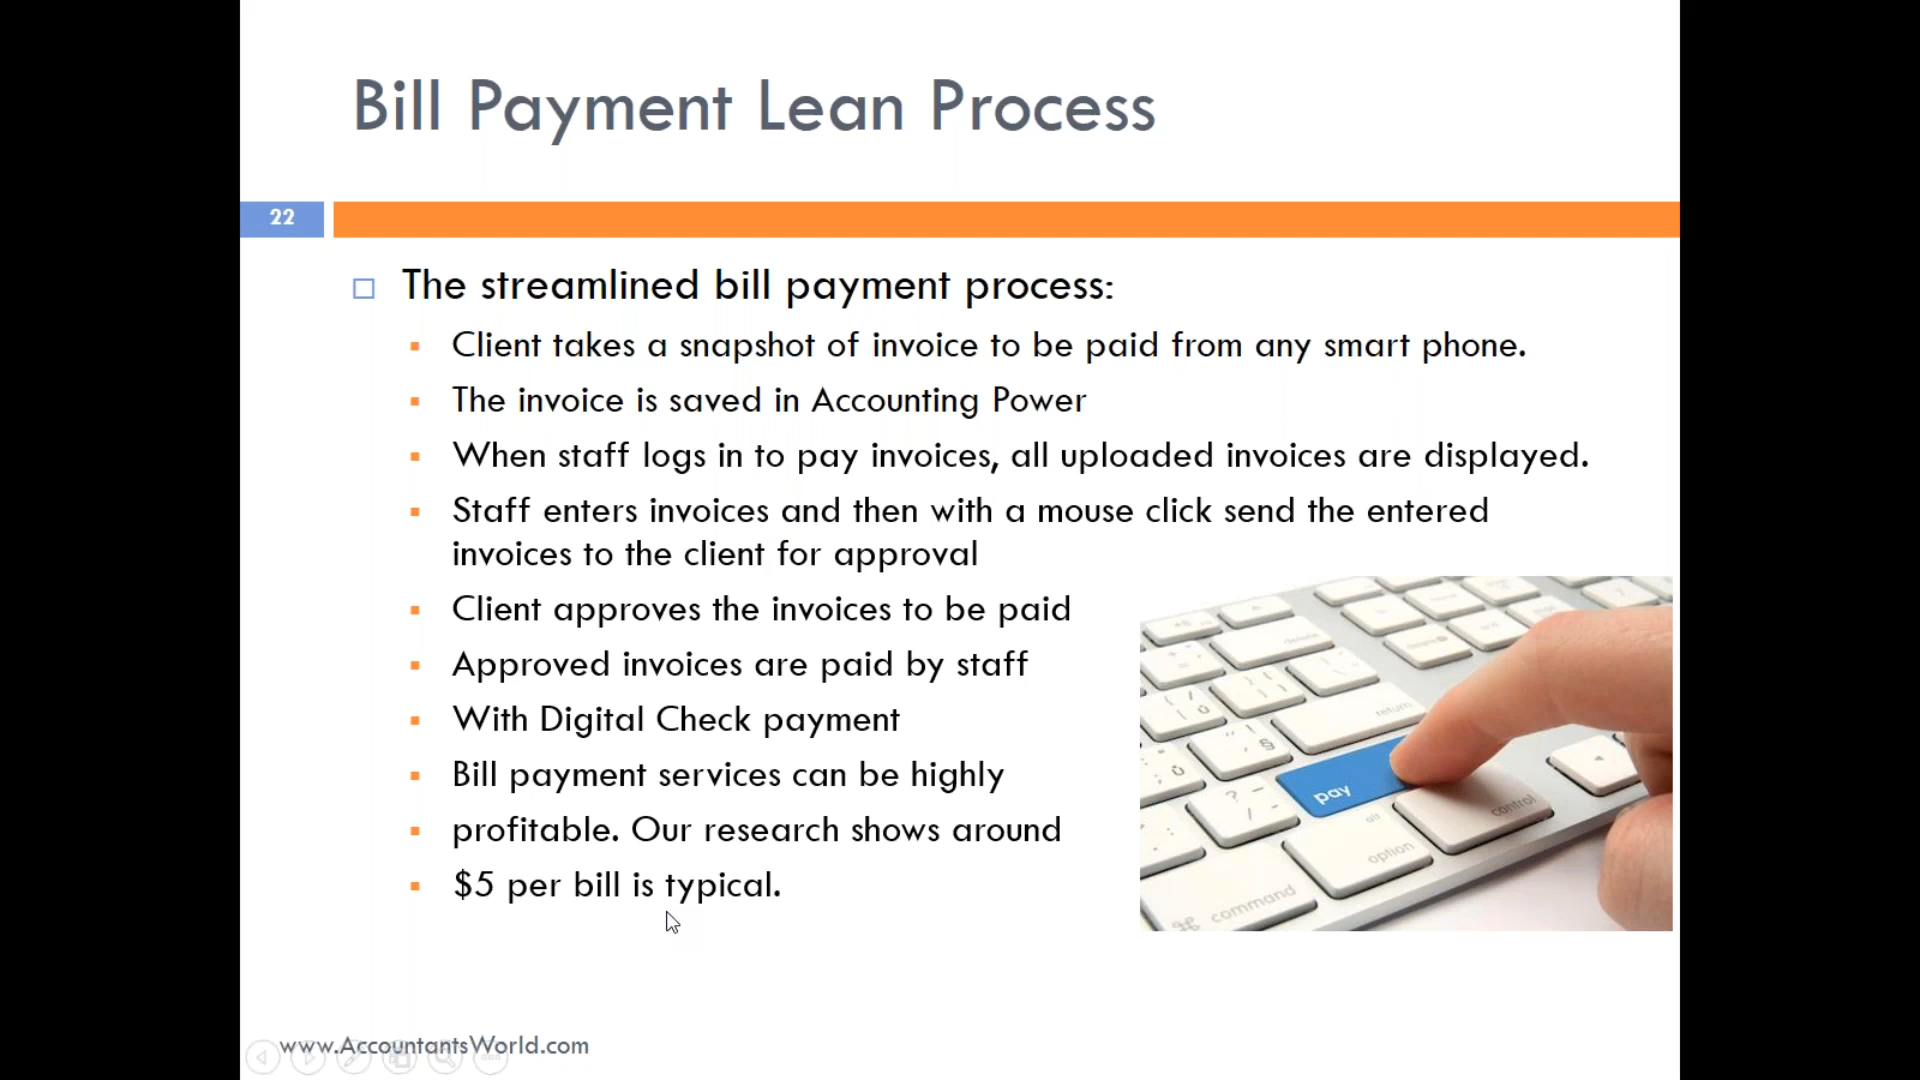 Bill Payment Lean Process
22
The streamlined bill payment process:
Client takes a snapshot of invoice to be paid from any smart phone.
The invoice is saved in Accounting Power
When staff logs in to pay invoices, all uploaded invoices are displayed.
Staff enters invoices and then with a mouse click send the entered
invoices to the client for approval
Client approves the invoices to be paid
Approved invoices are paid by staff
With Digital Check payment
Bill payment services can be highly
profitable. Our research shows around
$5 per bill is typical.
return
pay
control
alt
option
command
www.AccountantsWorld.com